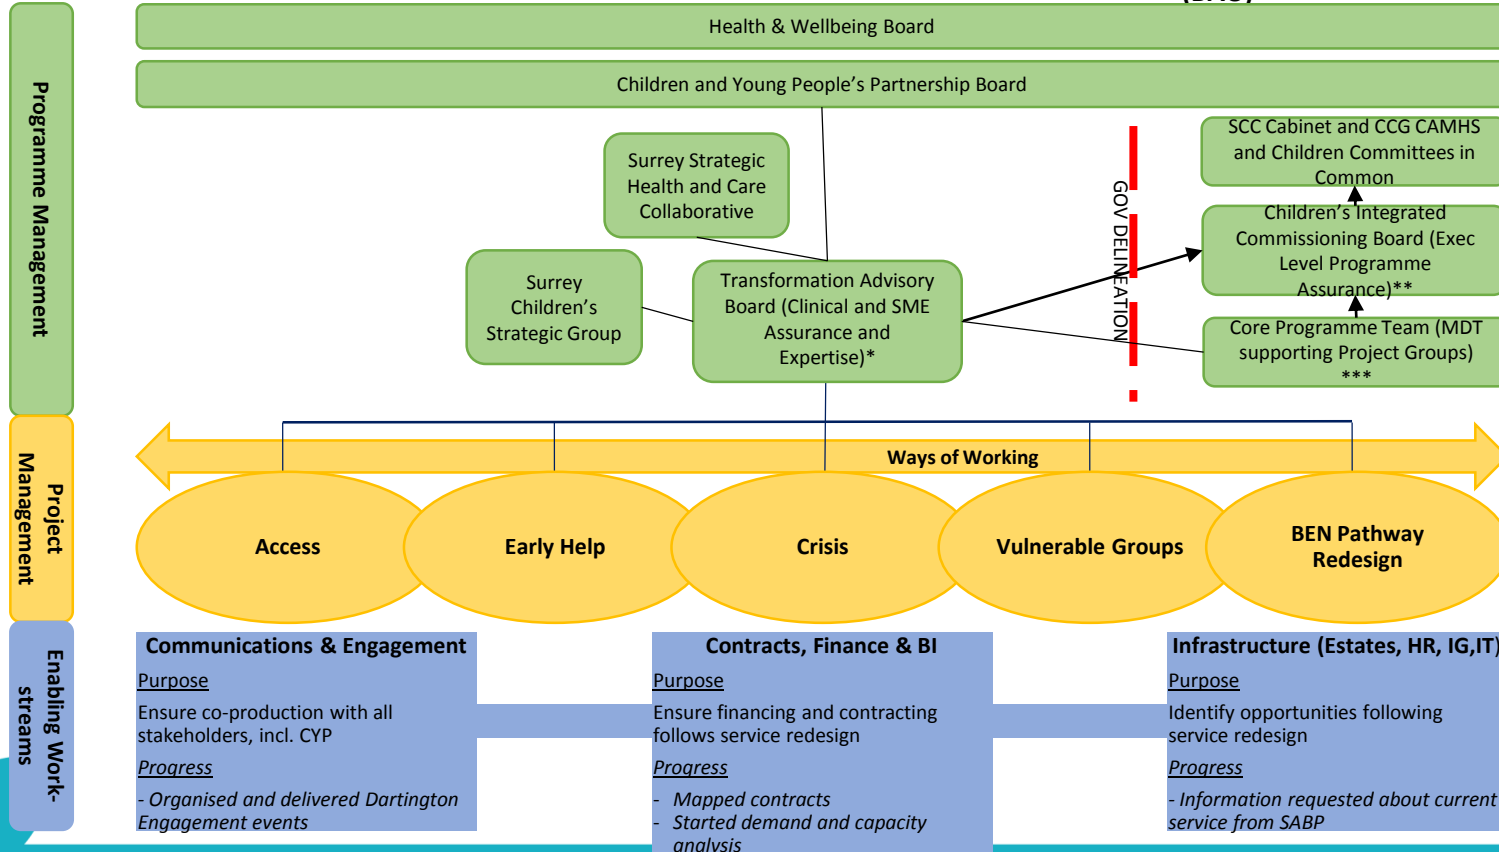 Health & Wellbeing Board
Children and Young People's Partnership Board
Programme Management
Surrey Strategic
Health and Care
Collaborative
Surrey
Children's
Strategic Group
Transformation Advisory
Board (Clinical and SME
Assurance and
Expertise)*
GOV DELINEATION
SCC Cabinet and CCG CAMHS
and Children Committees in
Common
Children's Integrated
Commissioning Board (Exec
Level Programme
Assurance)**
Core Programme Team (MDT
supporting Project Groups)
***
Project
Management
Ways of Working
Access
Early Help
Crisis
Vulnerable Groups
BEN Pathway
Redesign
Enabling Work-
streams
Communications & Engagement
Purpose
Ensure co-production with all
stakeholders, incl. CYP
Progress
- Organised and delivered Dartington
Engagement events
Contracts, Finance & BI
Purpose
Ensure financing and contracting
follows service redesign
Progress
- Mapped contracts
- Started demand and capacity
analysis
Infrastructure (Estates, HR, IG,IT)
Purpose
Identify opportunities following
service redesign
Progress
- Information requested about current
service from SABP